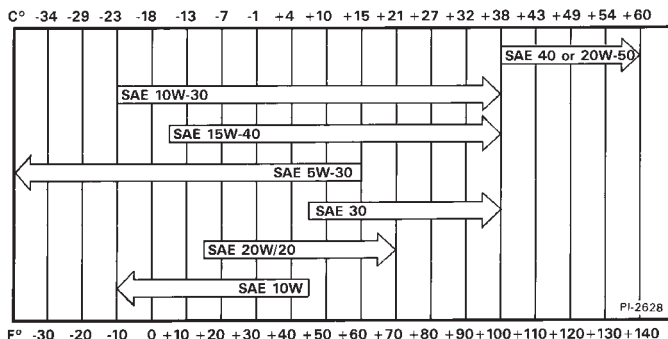 C° -34 -29 -23 -18 -13 -7 -1 +4 +10 +15 +21 +27 +32 +38 +43 +49 +54 +60
SAE 40 or 20W-50
SAE 10W-30
SAE 15W-40
SAE 5W-30
SAE 30
SAE 20W/20
SAE 10W
PI-2628
F° -30 -20 -10 0 +10 +20 +30 +40 +50 +60 +70 +80 +90 +100 +110 +120 +130 +140